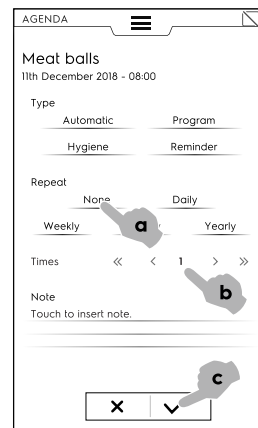 AGENDA
Meat balls
11th December 2018 - 08:00
Type
Automatic Program
Hygiene Reminder
Repeat
None Daily
Weekly Yearly
a
Times « < 1 > »
b
Note
Touch to insert note.
c